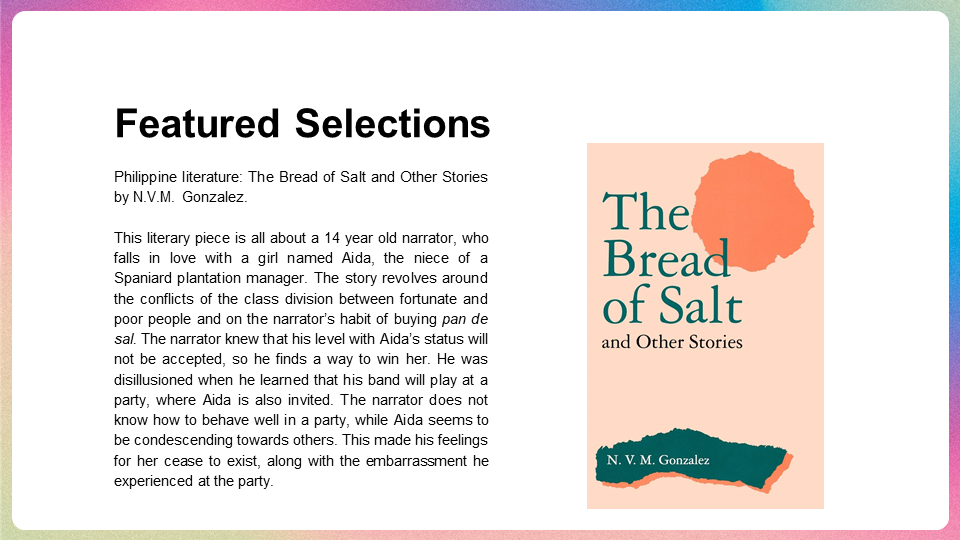 Featured Selections
Philippine literature: The Bread of Salt and Other Stories
by N.V.M. Gonzalez.
This literary piece is all about a 14 year old narrator, who
falls in love with a girl named Aida, the niece of a
Spaniard plantation manager. The story revolves around
the conflicts of the class division between fortunate and
poor people and on the narrator’s habit of buying pan de
sal. The narrator knew that his level with Aida’s status will
not be accepted, so he finds a way to win her. He was
disillusioned when he learned that his band will play at a
party, where Aida is also invited. The narrator does not
know how to behave well in a party, while Aida seems to
be condescending towards others. This made his feelings
for her cease to exist, along with the embarrassment he
experienced at the party.
The
Bread
of Salt
and Other Stories
N. V. M. Gonzalez